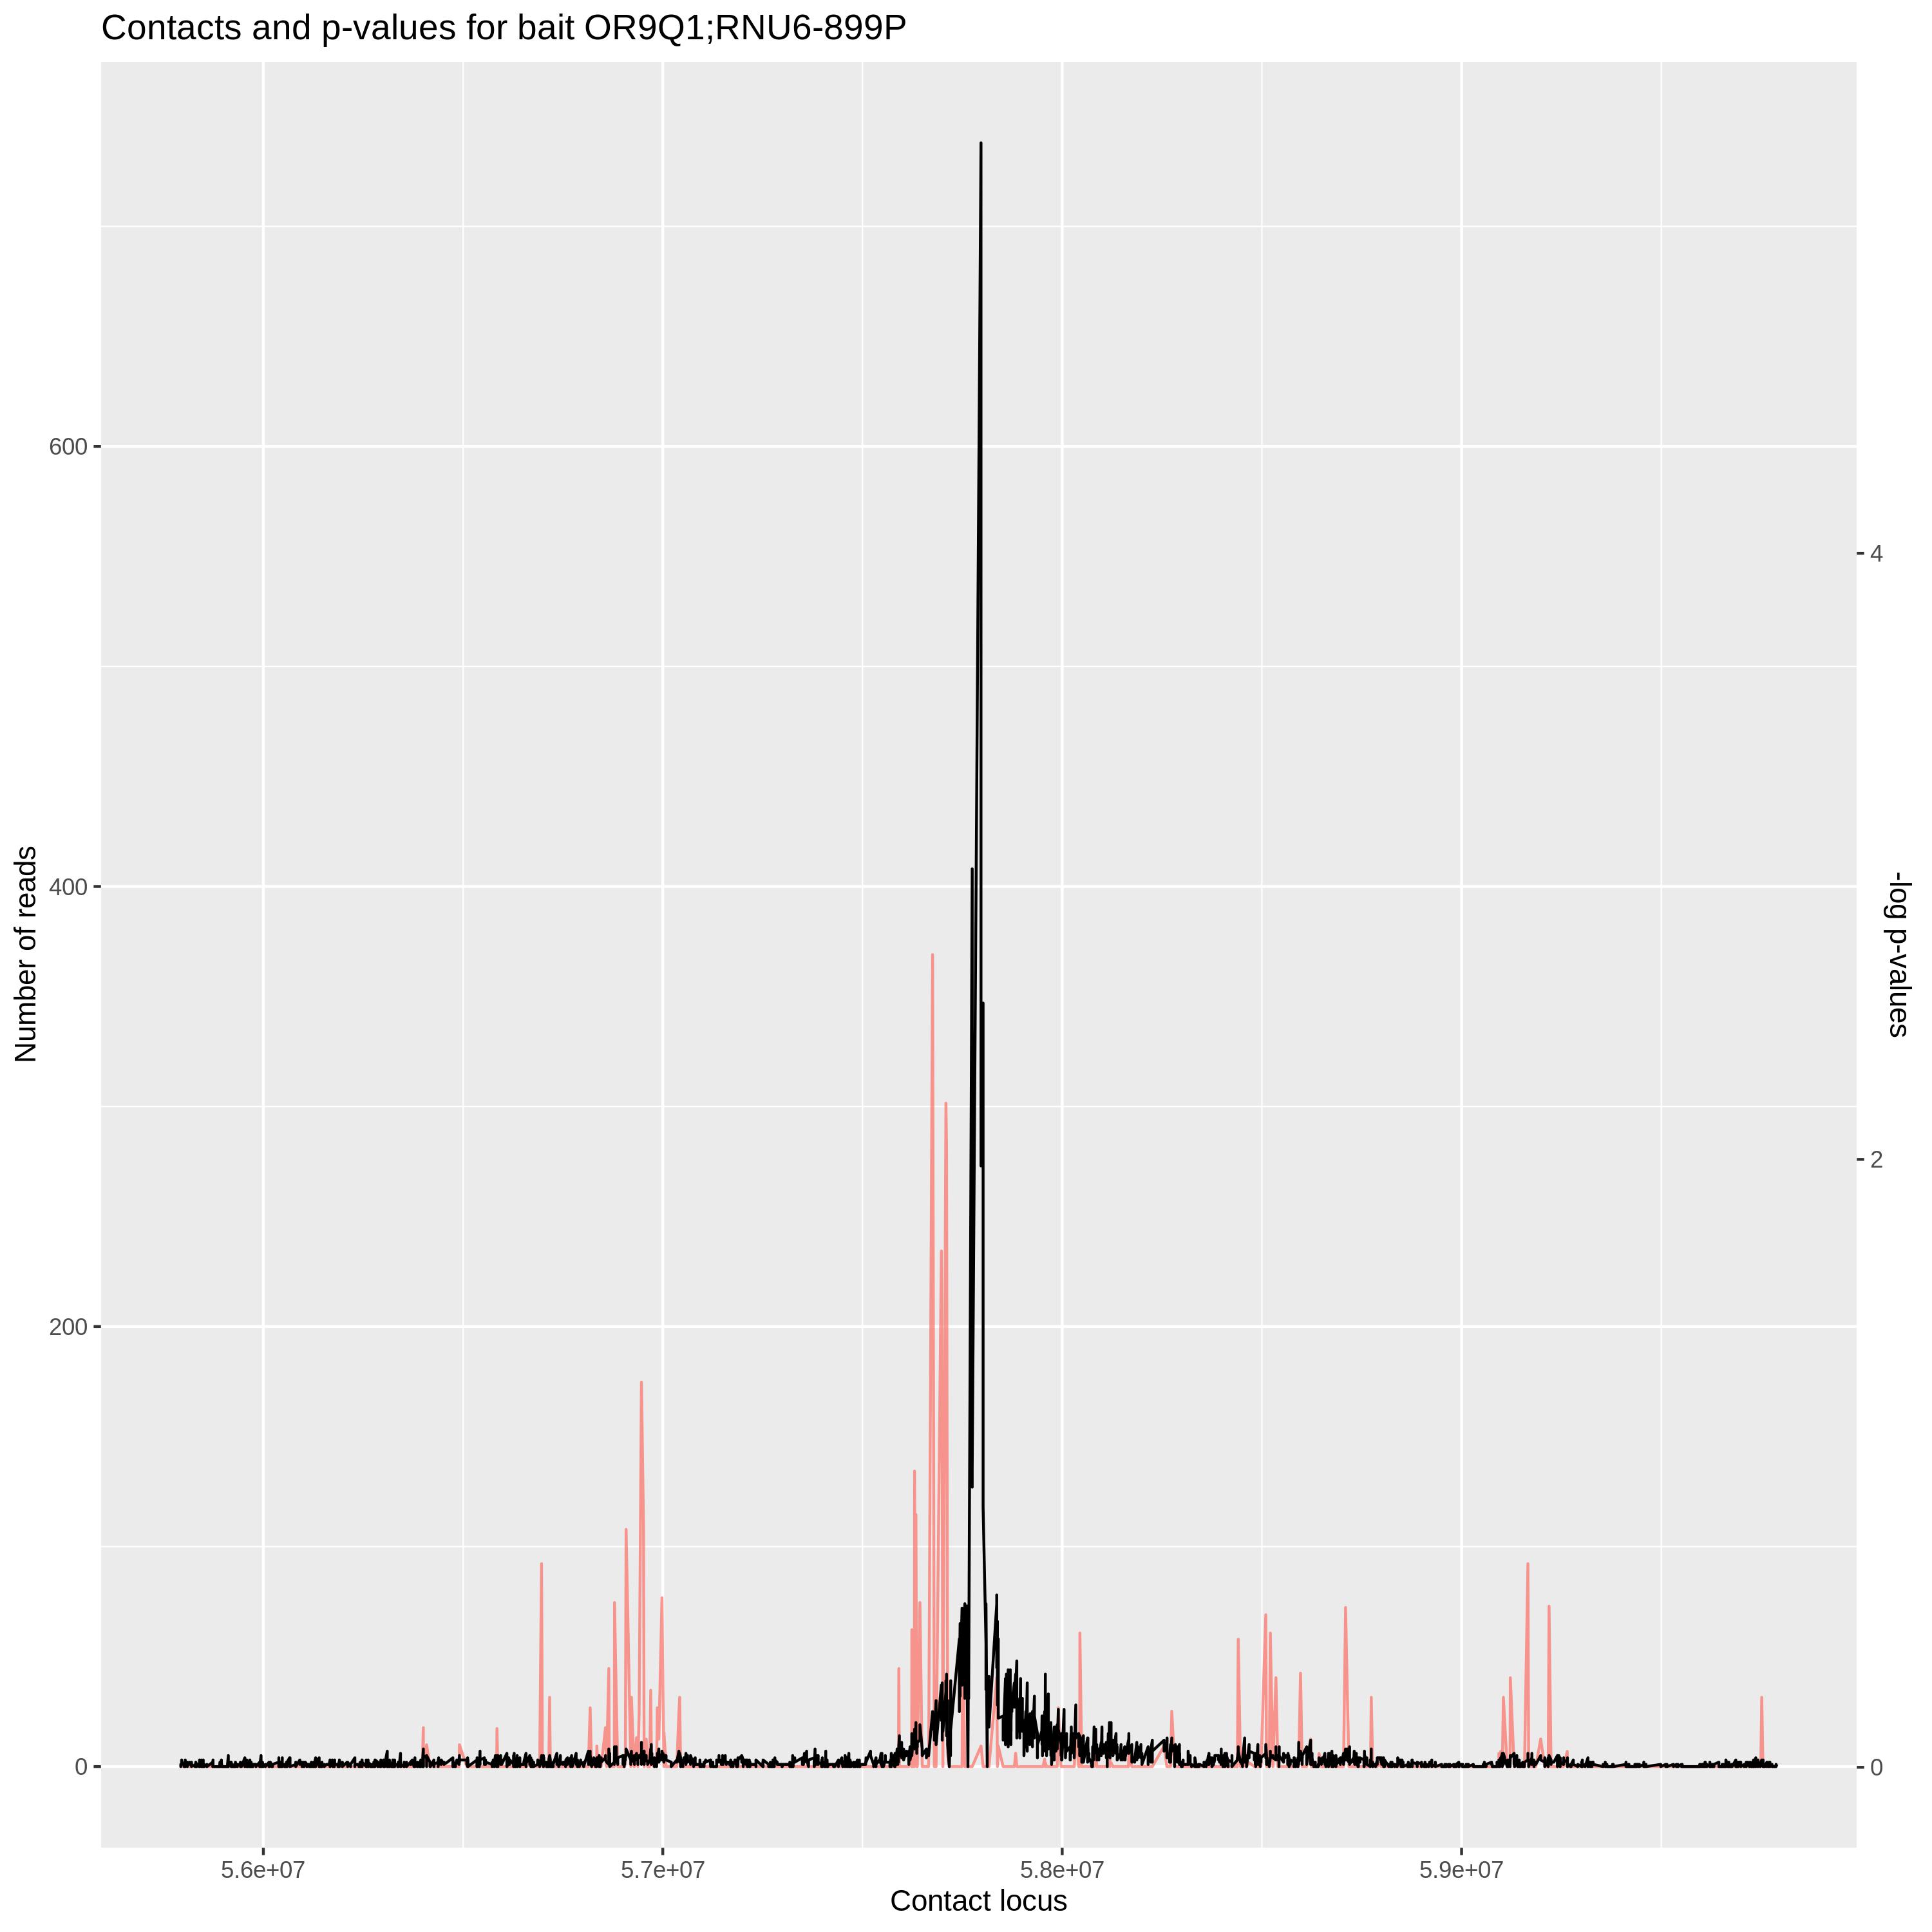 Contacts and p-values for bait OR9Q1;RNU6-899P
600
400
200
0
Number of reads
4
2
0
-log p-values
5.6e+07
5.7e+07
5.8e+07
5.9e+07
Contact locus